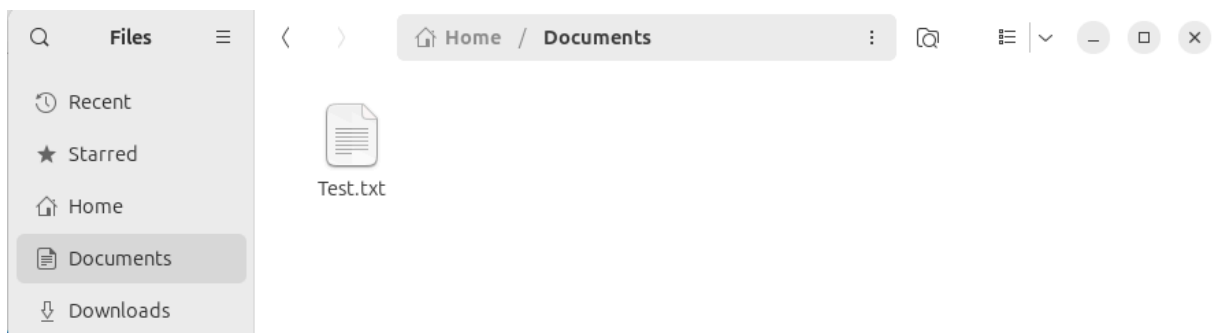 Files
Home / Documents
Recent
Starred
Home
Documents
Downloads
Test.txt